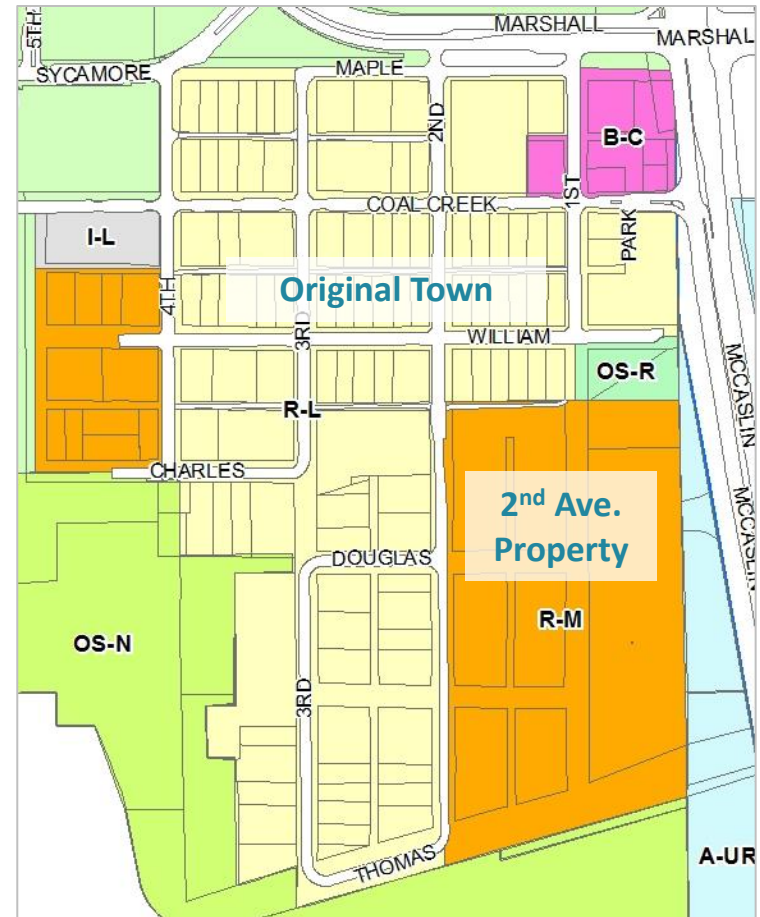 5TH
MARSHALL
MARSHAL
SYCAMORE
MAPLE
2ND
B-C
1ST
COAL CREEK
PARK
I-L
4TH
Original Town
3RD
WILLIAM
MCCASLIN
OS-R
R-L
CHARLES
2nd Ave.
Property
MCCASLIN
DOUGLAS
R-M
OS-N
3RD
THOMAS
A-UR